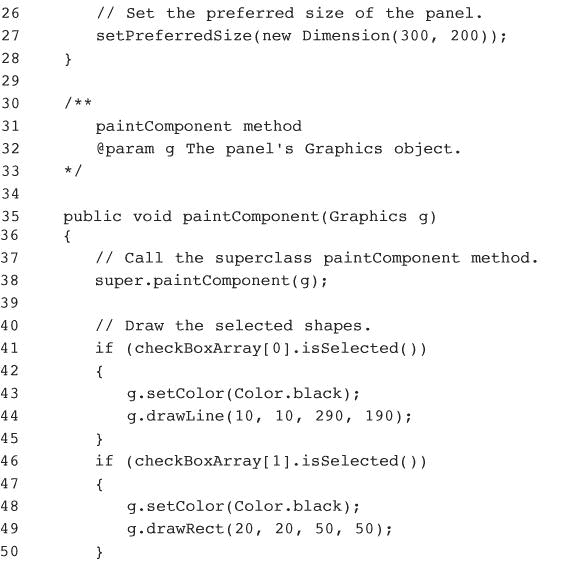 26 // Set the preferred size of the panel.
27 setPreferredSize(new Dimension(300, 200));
28 }
29
30 /**
31 paintComponent method
32 @param g The panel's Graphics object.
33 */
34
35 public void paintComponent(Graphics g)
36 {
37 // Call the superclass paintComponent method.
38 super.paintComponent(g);
39
40 // Draw the selected shapes.
41 if (checkBoxArray[0].isSelected())
42 {
43 g.setColor(Color.black);
44 g.drawLine(10, 10, 290, 190);
45 }
46 if (checkBoxArray[1].isSelected())
47 {
48 g.setColor(Color.black);
49 g.drawRect(20, 20, 50, 50);
50 }